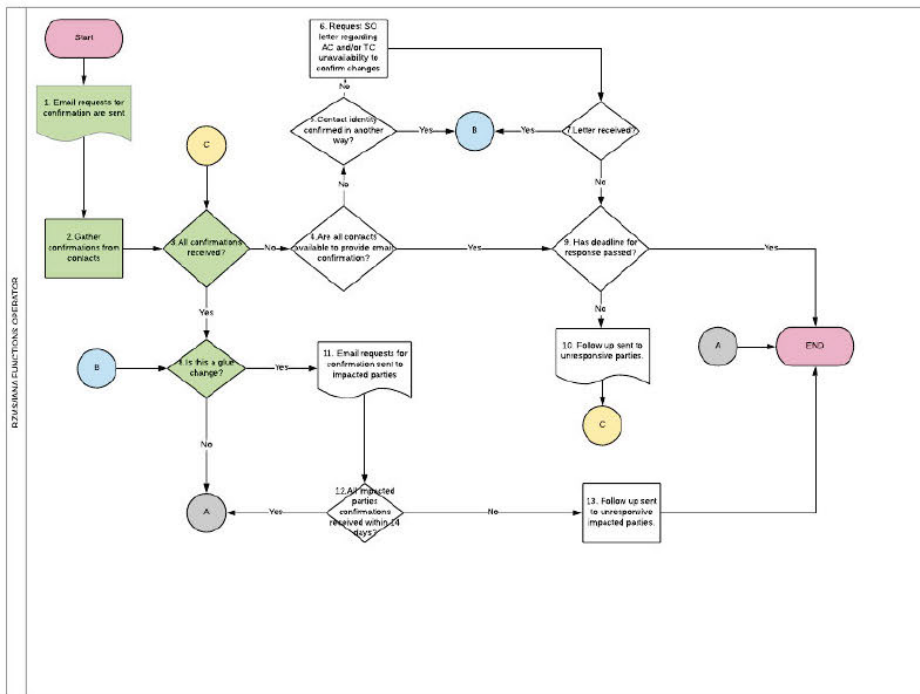 RZMS/IANA FUNCTIONS OPERATOR
Start
1. Email requests for
confirmation are sent
2. Gather
confirmations from
contacts
C
3. All confirmations
received?
No
Yes
4. Are all contacts
available to provide email
confirmation?
No
Yes
5. Contact identity
confirmed in another
way?
No
Yes
6. Request SO
letter regarding
AC and/or TC
unavailability to
confirm changes
B
Yes
7. Letter received?
No
9. Has deadline for
response passed?
Yes
No
10. Follow up sent to
unresponsive parties.
C
A
END
B
Is this a glue
change?
Yes
No
11. Email requests for
confirmation sent to
impacted parties
12. All impacted
parties
confirmations
received within 14
days?
Yes
No
A
13. Follow up sent
to unresponsive
impacted parties.